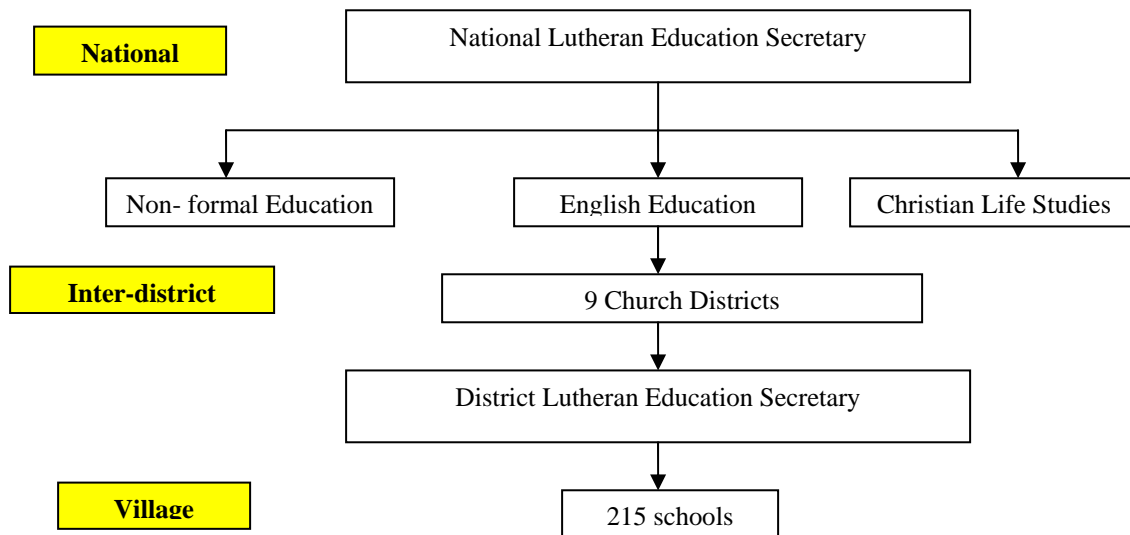 National
National Lutheran Education Secretary
Non- formal Education
English Education
Christian Life Studies
Inter-district
9 Church Districts
District Lutheran Education Secretary
Village
215 schools